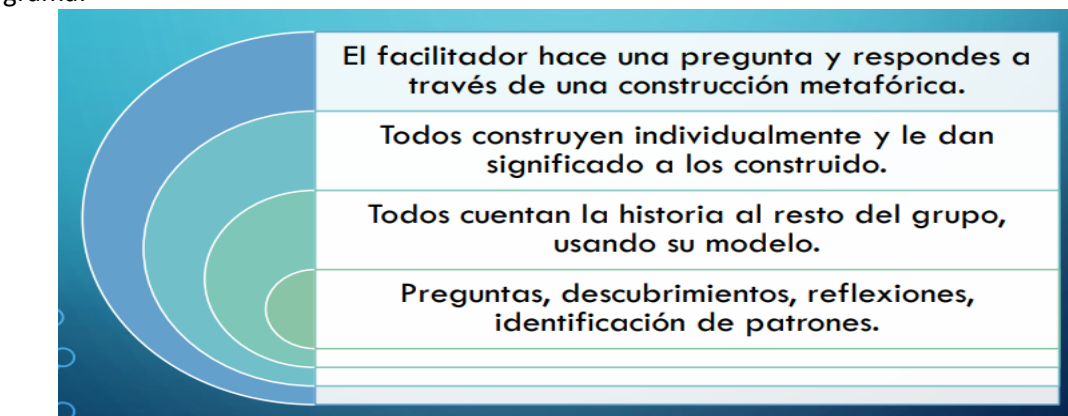 El facilitador hace una pregunta y respondes a
través de una construcción metafórica.
Todos construyen individualmente y le dan
significado a los construido.
Todos cuentan la historia al resto del grupo,
usando su modelo.
Preguntas, descubrimientos, reflexiones,
identificación de patrones.